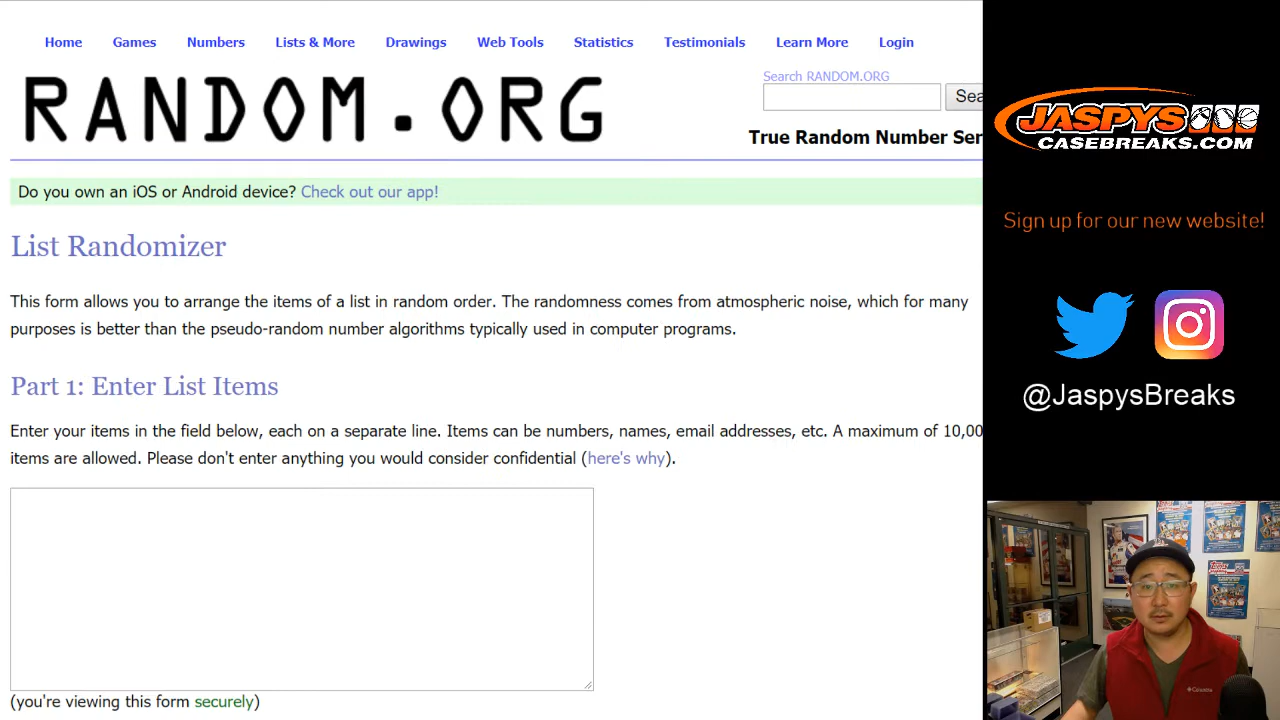 Home Games Numbers Lists & More Drawings Web Tools Statistics Testimonials Learn More Login
RANDOM.ORG
Search RANDOM.ORG
Sea
True Random Number Ser
Do you own an iOS or Android device? Check out our app!
List Randomizer
This form allows you to arrange the items of a list in random order. The randomness comes from atmospheric noise, which for many
purposes is better than the pseudo-random number algorithms typically used in computer programs.
Part 1: Enter List Items
Enter your items in the field below, each on a separate line. Items can be numbers, names, email addresses, etc. A maximum of 10,00
items are allowed. Please don't enter anything you would consider confidential (here's why).
(you're viewing this form securely)
JASPYS
CASEBREAKS.COM
Sign up for our new website!
@JaspysBreaks